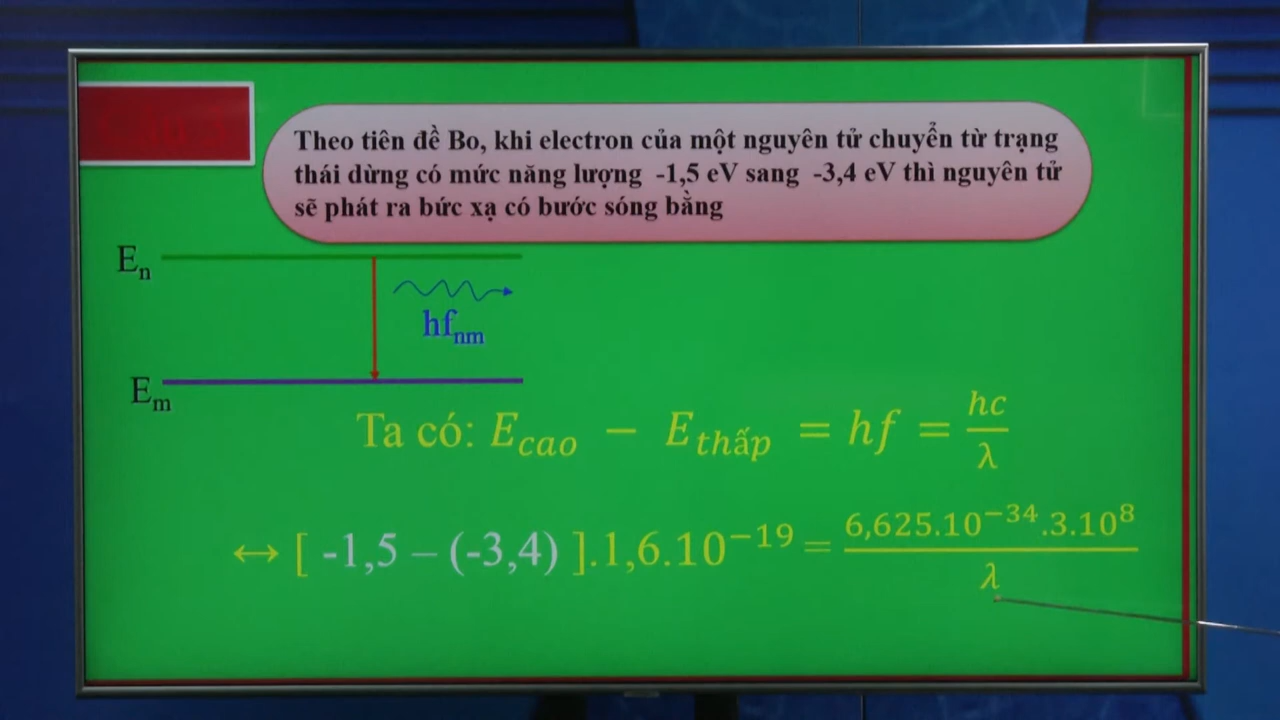 Theo tiên đề Bo, khi electron của một nguyên tử chuyển từ trạng
thái dừng có mức năng lượng -1,5 eV sang -3,4 eV thì nguyên tử
sẽ phát ra bức xạ có bước sóng bằng
Eₙ
hfₙₘ
Eₘ
Ta có: E_cao − E_thấp = hf = hc/λ
↔ [ -1,5 – (-3,4) ].1,6.10⁻¹⁹ = 6,625.10⁻³⁴.3.10⁸/λ